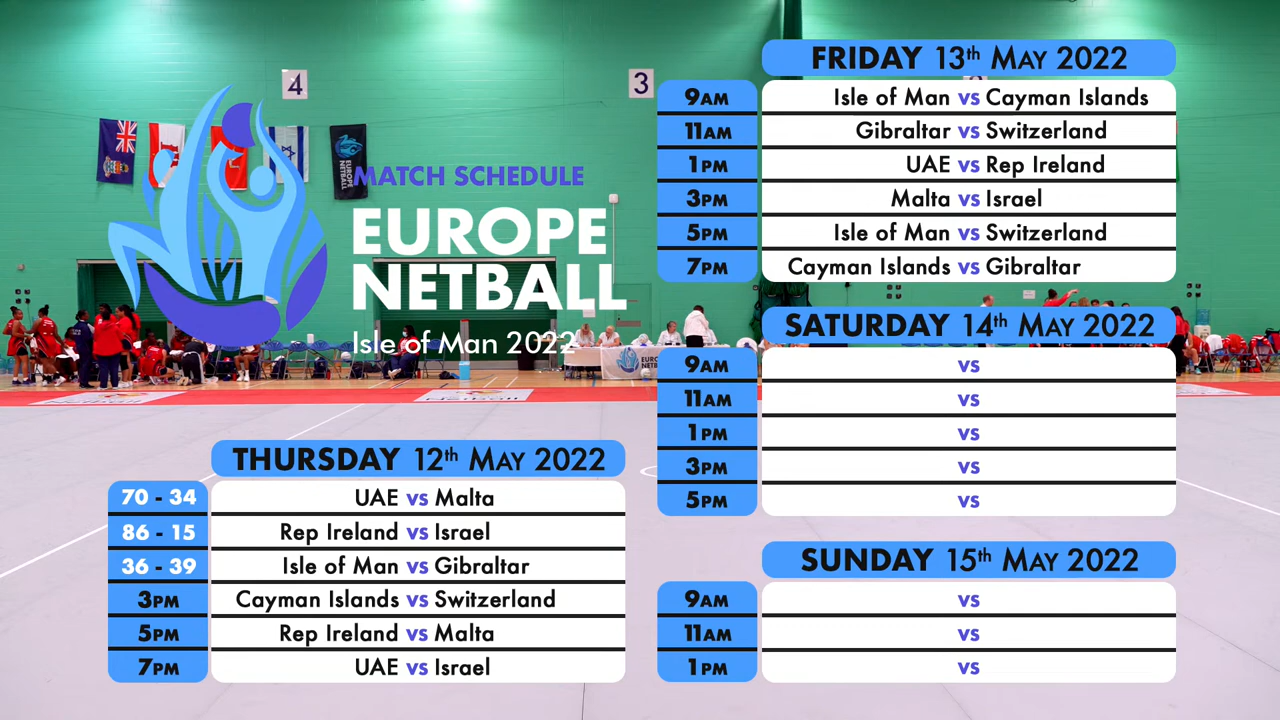 4
3
MATCH SCHEDULE
EUROPE
NETBALL
Isle of Man 2022
EUROPE
NETBALL
THURSDAY 12th MAY 2022
70 - 34 UAE vs Malta
86 - 15 Rep Ireland vs Israel
36 - 39 Isle of Man vs Gibraltar
3PM Cayman Islands vs Switzerland
5PM Rep Ireland vs Malta
7PM UAE vs Israel
FRIDAY 13th MAY 2022
9AM Isle of Man vs Cayman Islands
11AM Gibraltar vs Switzerland
1PM UAE vs Rep Ireland
3PM Malta vs Israel
5PM Isle of Man vs Switzerland
7PM Cayman Islands vs Gibraltar
SATURDAY 14th MAY 2022
9AM vs
11AM vs
1PM vs
3PM vs
5PM vs
SUNDAY 15th MAY 2022
9AM vs
11AM vs
1PM vs